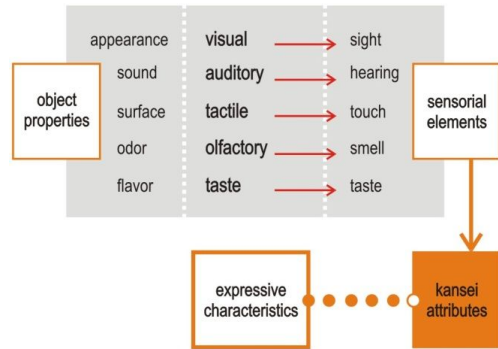 appearance visual sight
sound auditory hearing
object properties
surface tactile touch
sensorial elements
odor olfactory smell
flavor taste taste
expressive characteristics
kansei attributes